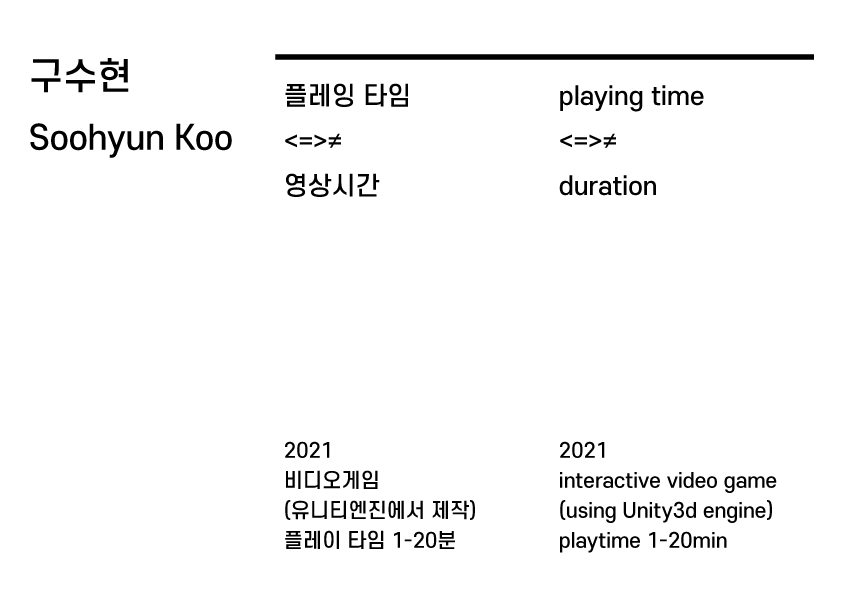 구수현
Soohyun Koo
플레잉 타임
<=>≠
영상시간
playing time
<=>≠
duration
2021
비디오게임
(유니티엔진에서 제작)
플레이 타임 1-20분
2021
interactive video game
(using Unity3d engine)
playtime 1-20min